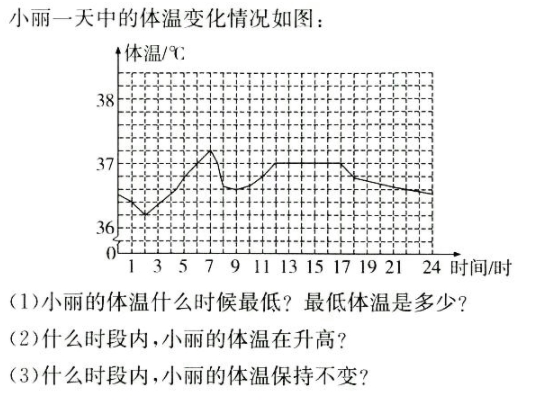 小丽一天中的体温变化情况如图:
体温/℃
38
37
36
0
1 3 5 7 9 11 13 15 17 19 21 24 时间/时
(1)小丽的体温什么时候最低?最低体温是多少?
(2)什么时段内,小丽的体温在升高?
(3)什么时段内,小丽的体温保持不变?